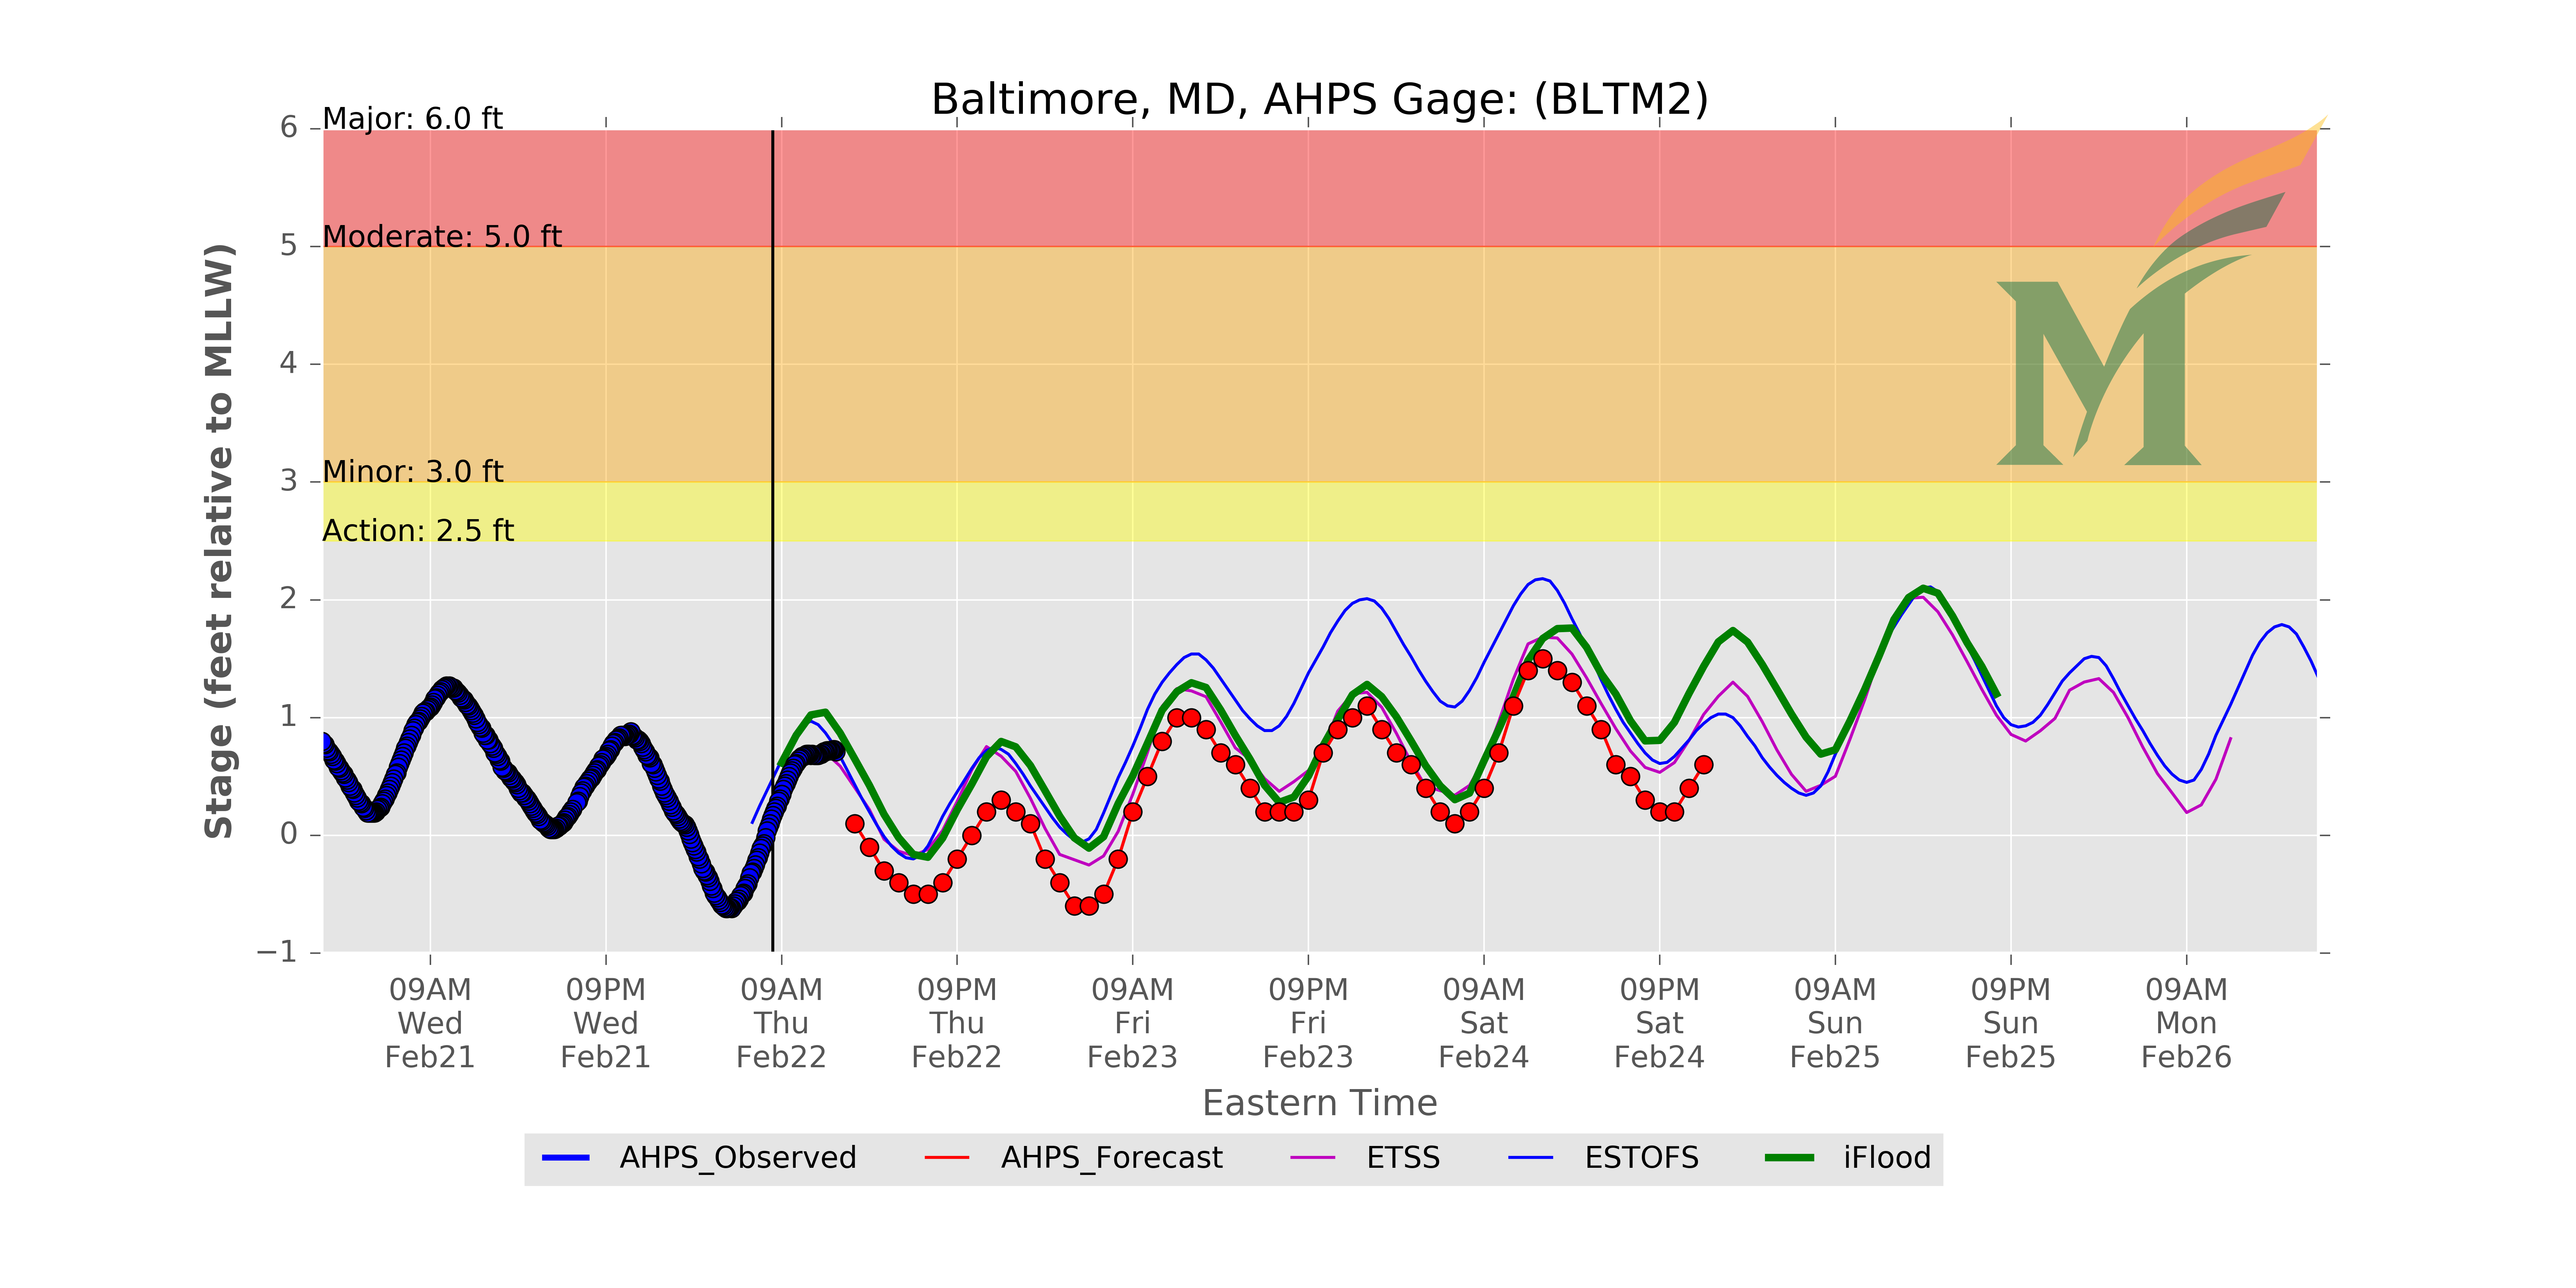 Baltimore, MD, AHPS Gage: (BLTM2)
Major: 6.0 ft
Moderate: 5.0 ft
Minor: 3.0 ft
Action: 2.5 ft
6
5
4
3
2
1
0
−1
Stage (feet relative to MLLW)
09AM 09PM 09AM 09PM 09AM 09PM 09AM 09PM 09AM 09PM 09AM
Wed Wed Thu Thu Fri Fri Sat Sat Sun Sun Mon
Feb21 Feb21 Feb22 Feb22 Feb23 Feb23 Feb24 Feb24 Feb25 Feb25 Feb26
Eastern Time
AHPS_Observed AHPS_Forecast ETSS ESTOFS iFlood
M